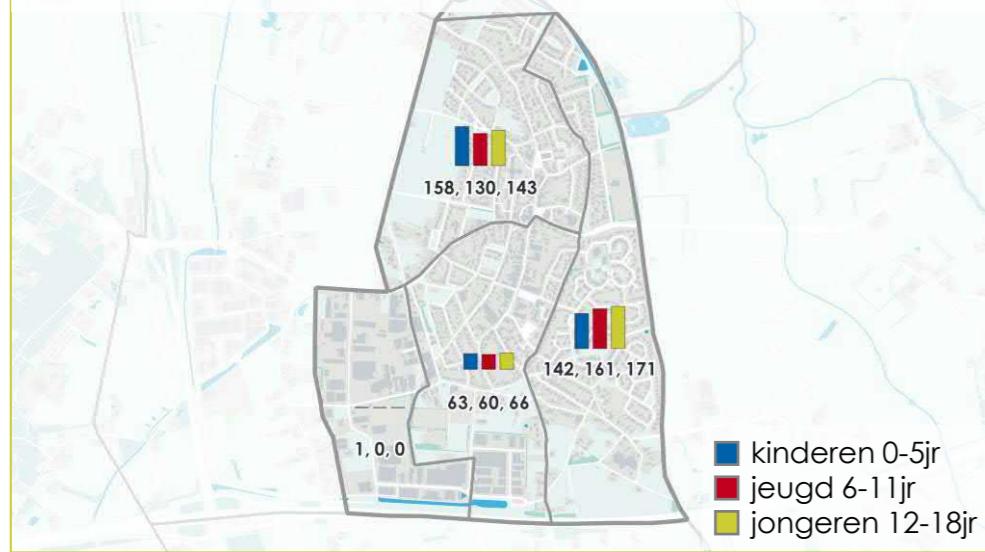 158, 130, 143
142, 161, 171
63, 60, 66
1, 0, 0
kinderen 0-5jr
jeugd 6-11jr
jongeren 12-18jr